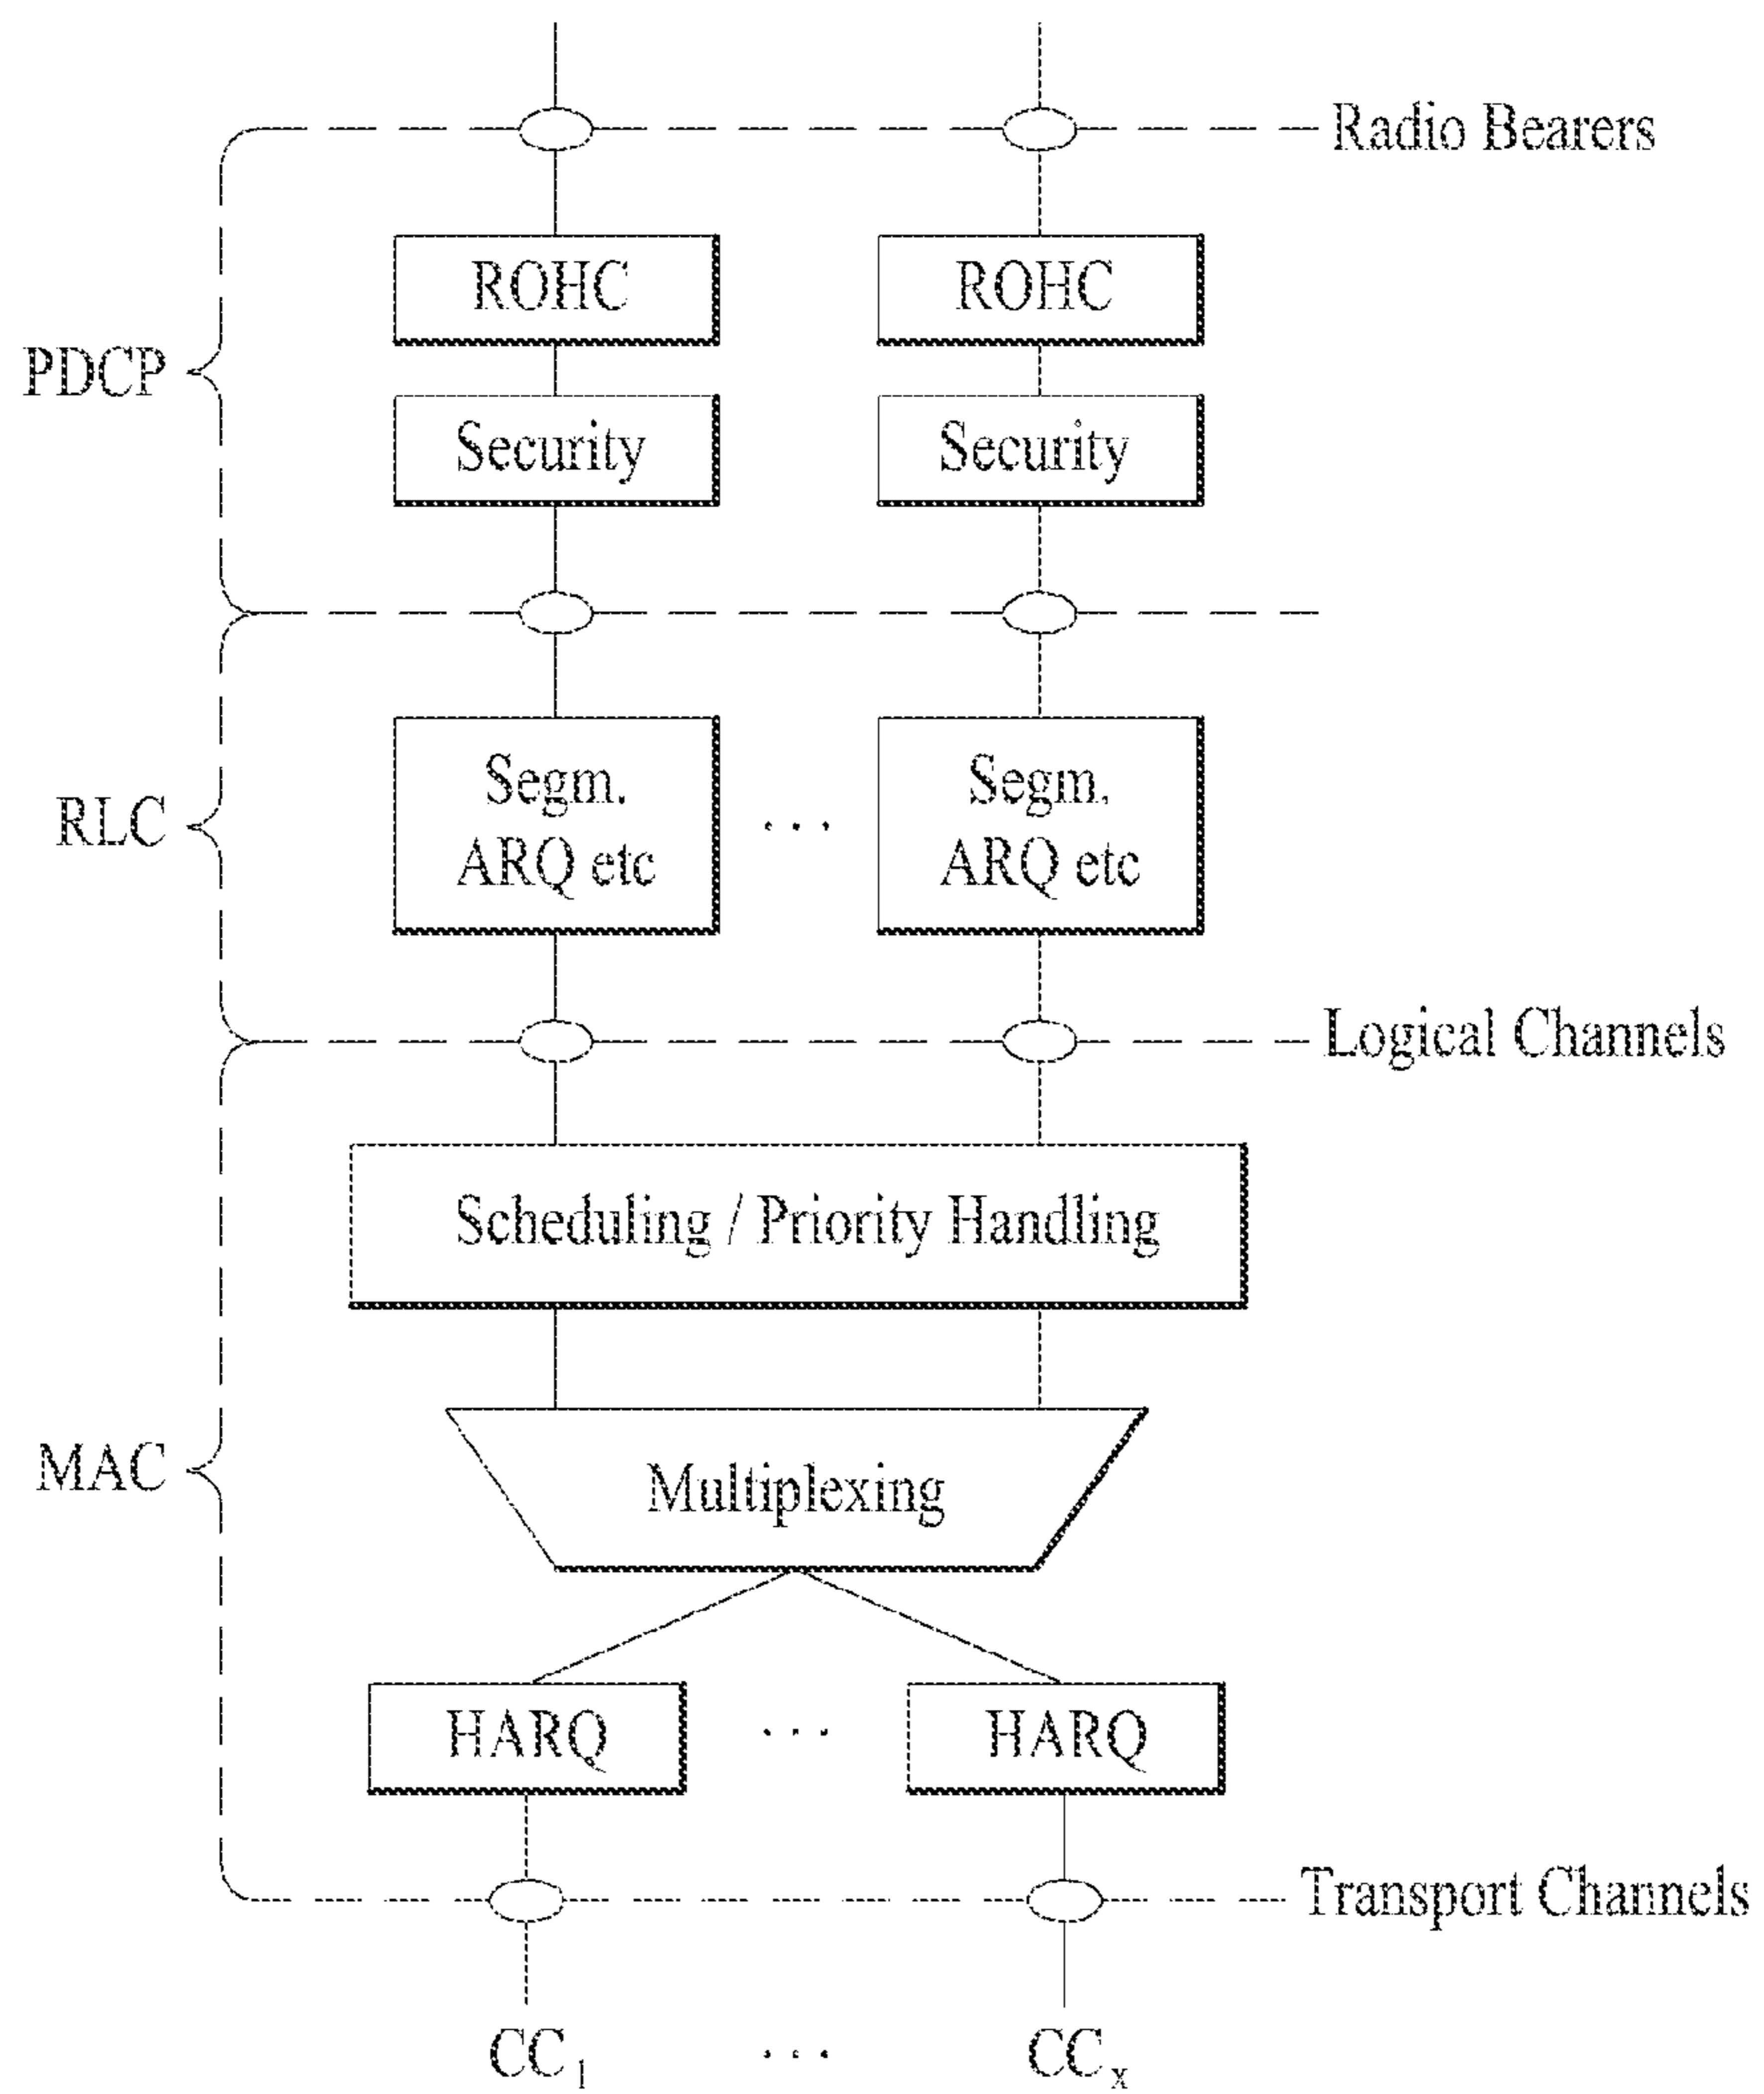 Radio Bearers
ROHC
ROHC
PDCP
Security
Security
Segm.
ARQ etc
...
Segm.
ARQ etc
RLC
Logical Channels
Scheduling / Priority Handling
MAC
Multiplexing
HARQ
...
HARQ
Transport Channels
CC1
...
CCx